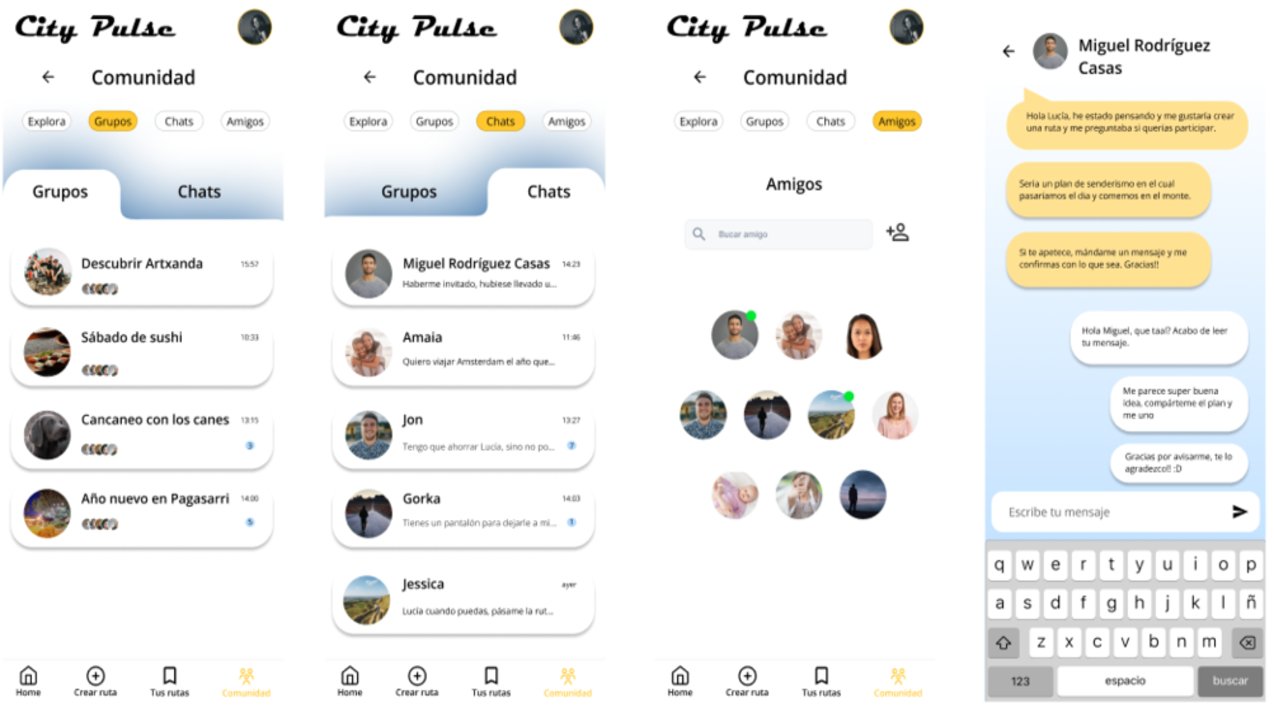 City Pulse
Comunidad
Explora Grupos Chats Amigos
Grupos Chats
Descubrir Artxanda 15:57
Sábado de sushi 10:33
Cancaneo con los canes 13:15
3
Año nuevo en Pagasarri 14:00
5
Home Crear ruta Tus rutas Comunidad
City Pulse
Comunidad
Explora Grupos Chats Amigos
Grupos Chats
Miguel Rodríguez Casas 14:23
Haberme invitado, hubiese llevado u...
Amaia 11:46
Quiero viajar Amsterdam el año que...
Jon 13:27
Tengo que ahorrar Lucía, sino no po... 7
Gorka 14:03
Tienes un pantalón para dejarle a mi... 1
Jessica ayer
Lucía cuando puedas, pásame la rut...
Home Crear ruta Tus rutas Comunidad
City Pulse
Comunidad
Explora Grupos Chats Amigos
Amigos
Bucar amigo
Home Crear ruta Tus rutas Comunidad
Miguel Rodríguez
Casas
Hola Lucía, he estado pensando y me gustaría crear
una ruta y me preguntaba si querías participar.
Seria un plan de senderismo en el cual
pasaríamos el dia y comemos en el monte.
Si te apetece, mándame un mensaje y me
confirmas con lo que sea. Gracias!!
Hola Miguel, que taal? Acabo de leer
tu mensaje.
Me parece super buena
idea, compárteme el plan y
me uno
Gracias por avisarme, te lo
agradezco!! :D
Escribe tu mensaje
q w e r t y u i o p
a s d f g h j k l ñ
z x c v b n m
123 espacio buscar